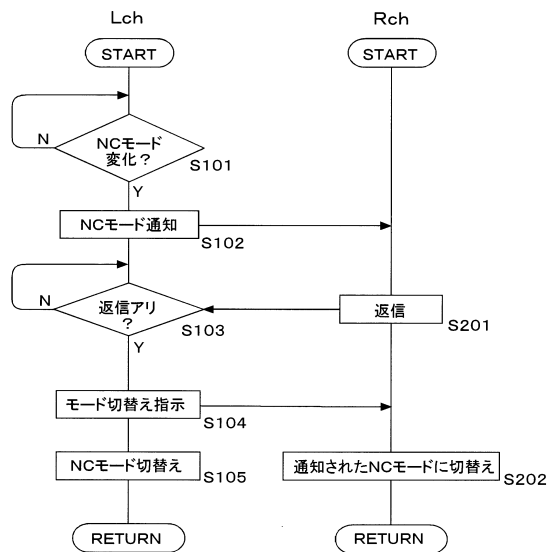 Lch
Rch
START
START
NCモード
変化？
N
S101
Y
NCモード通知
S102
返信アリ
？
N
S103
返信
S201
Y
モード切替え指示
S104
NCモード切替え
S105
通知されたNCモードに切替え
S202
RETURN
RETURN